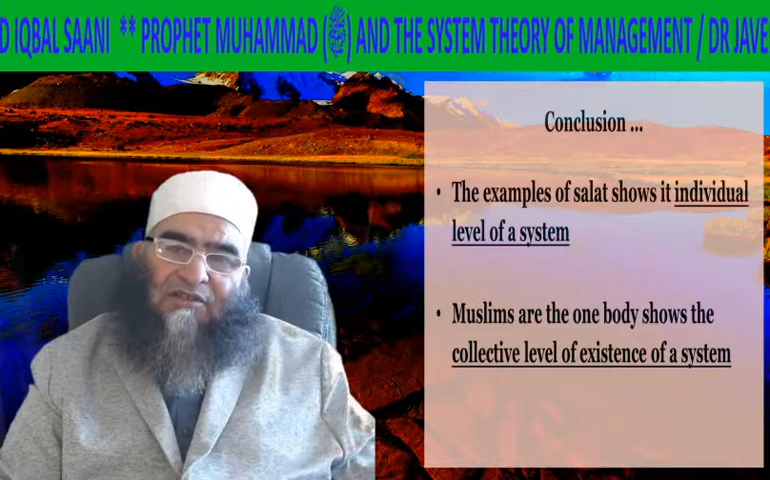 D IQBAL SAANI ** PROPHET MUHAMMAD (ﷺ) AND THE SYSTEM THEORY OF MANAGEMENT / DR JAVE
Conclusion ...
• The examples of salat shows it individual
level of a system
• Muslims are the one body shows the
collective level of existence of a system